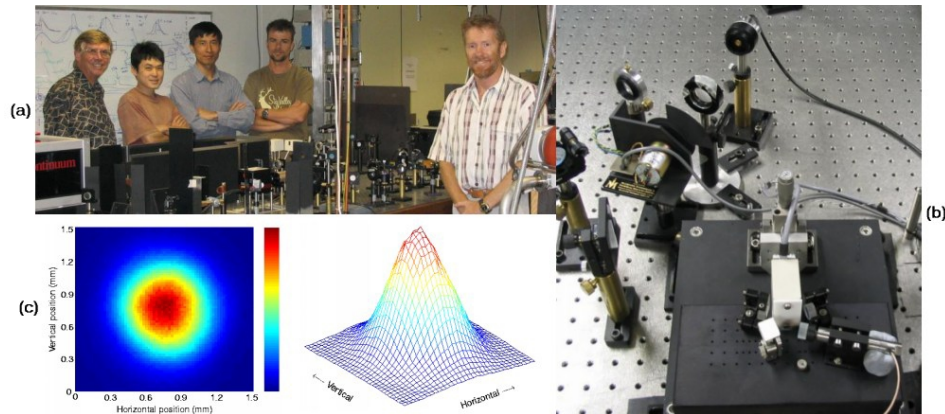 (a)
(b)
(c)
1.5
1.2
0.9
0.6
0.3
0
Vertical position (mm)
0 0.3 0.6 0.9 1.2 1.5
Horizontal position (mm)
<--- Vertical
Horizontal --->